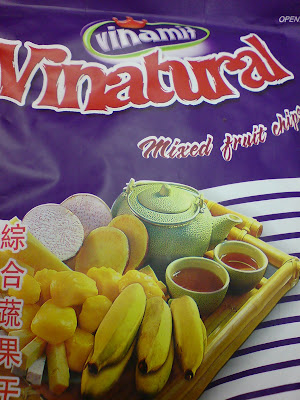 OPEN
vinamit
Vinatural
Mixed fruit chips
綜合蔬果干